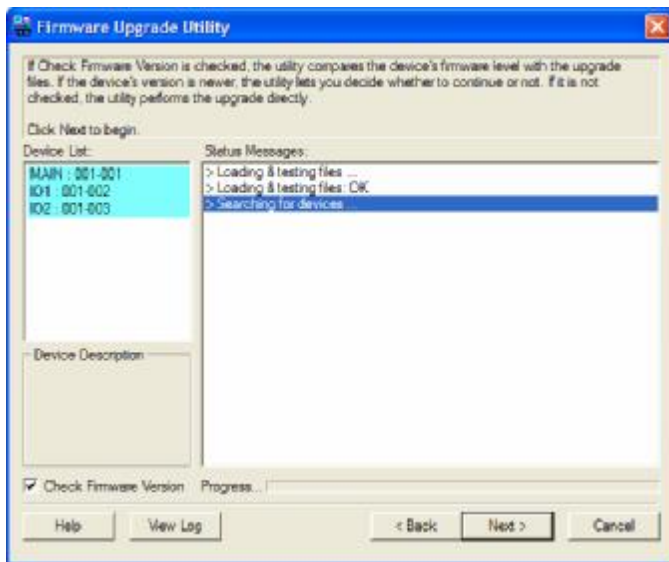 Firmware Upgrade Utility
If Check Firmware Version is checked, the utility compares the device's firmware level with the upgrade
files. If the device's version is newer, the utility lets you decide whether to continue or not. If it is not
checked, the utility performs the upgrade directly.
Click Next to begin.
Device List:
Status Messages:
MAIN : 001-001
IO1 : 001-002
IO2 : 001-003
> Loading & testing files ...
> Loading & testing files: OK
> Searching for devices ...
Device Description
Check Firmware Version
Progress...
Help
View Log
< Back
Next >
Cancel